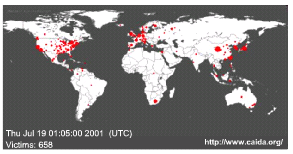 Thu Jul 19 01:05:00 2001 (UTC)
Victims: 658
http://www.caida.org/